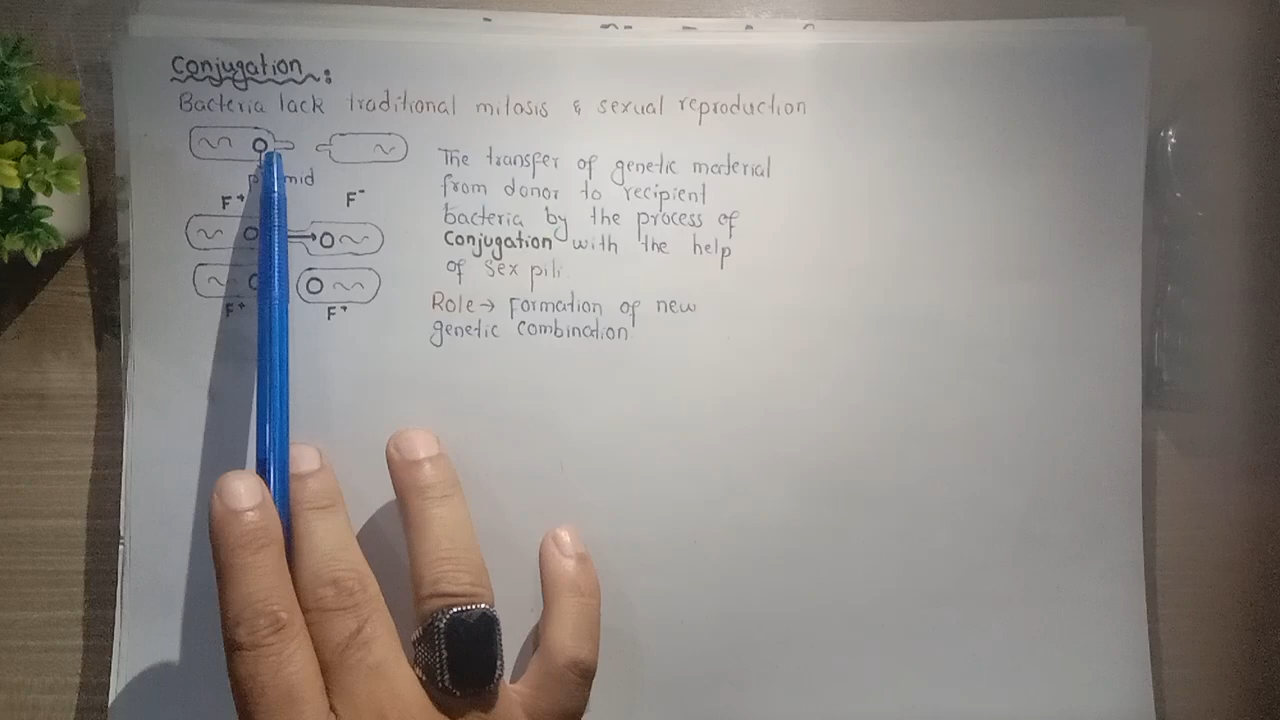 Conjugation :
Bacteria lack traditional mitosis & sexual reproduction
F⁺ F⁻
F⁺ F⁺
The transfer of genetic material
from donor to recipient
bacteria by the process of
Conjugation with the help
of sex pili
Role → Formation of new
genetic combination